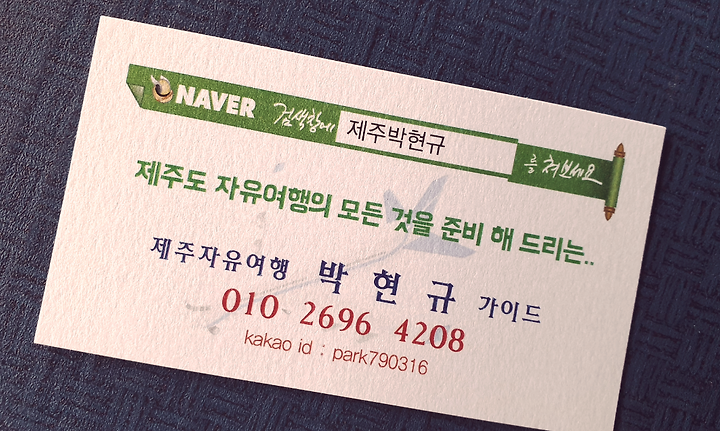 NAVER 검색창에 제주박현규 를 쳐보세요
제주도 자유여행의 모든 것을 준비 해 드리는..
제주자유여행 박 현 규 가이드
010 2696 4208
kakao id : park790316